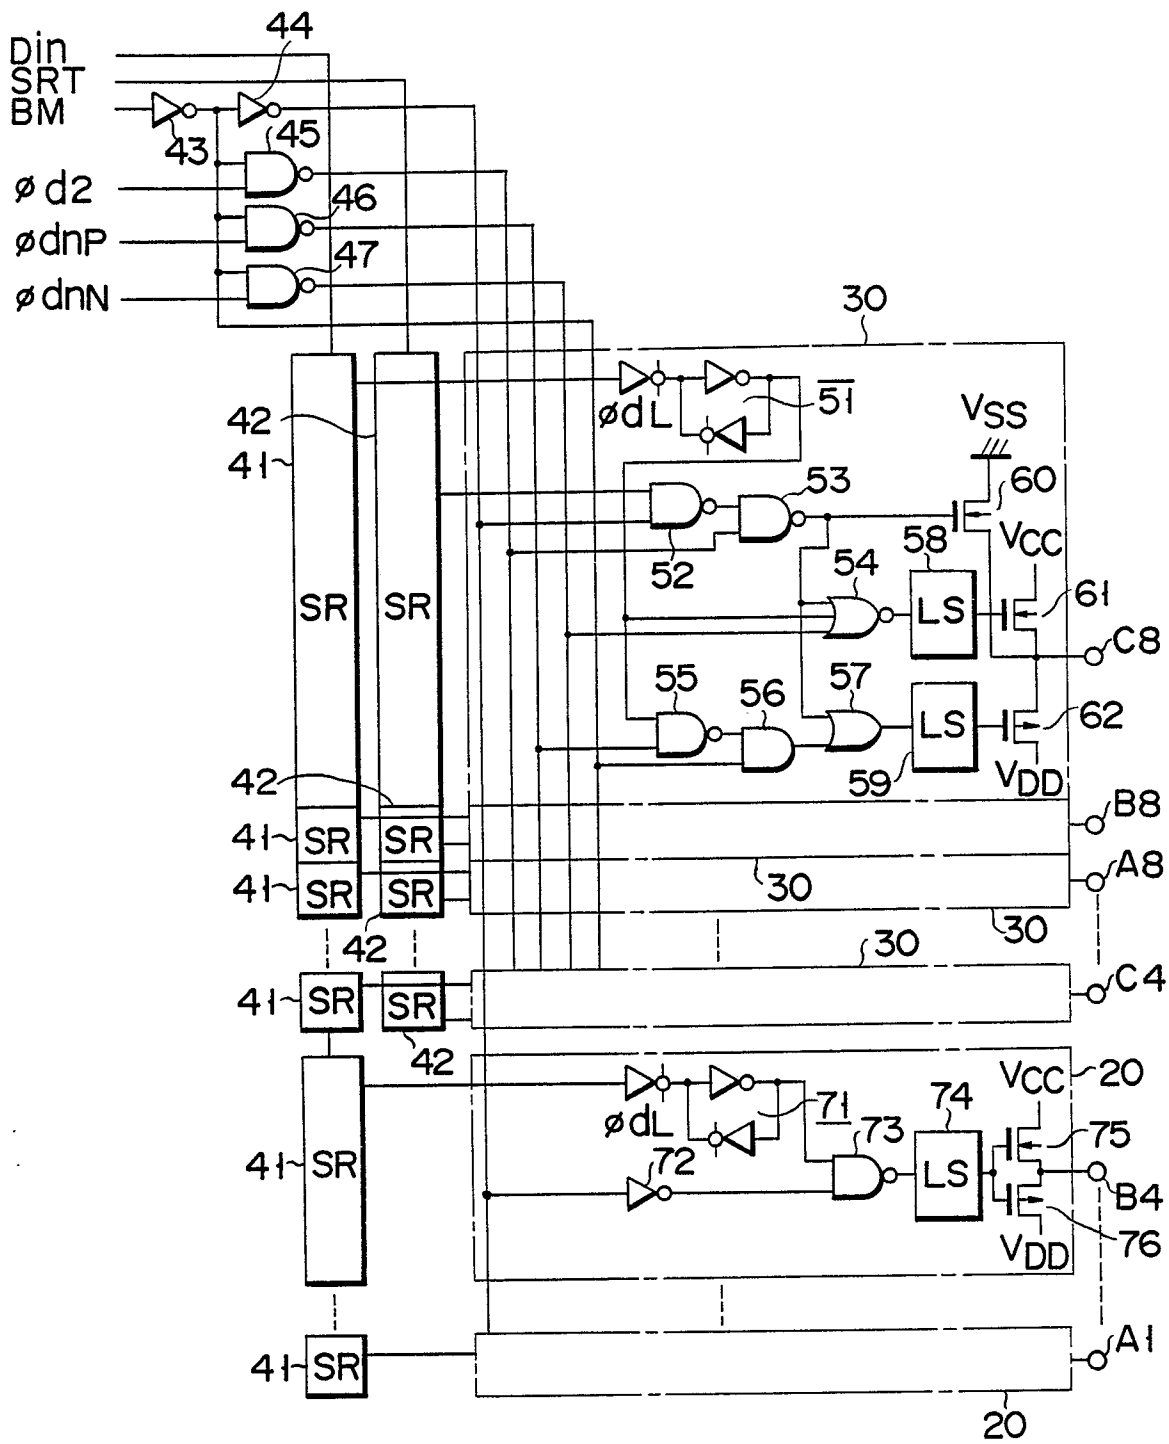 44
Din
SRT
BM
43
45
ød2
46
ødnP
47
ødnN
30
ødL
51
VSS
42
41
53
60
52
58
VCC
54
SR
SR
LS
61
C8
55
56
57
LS
62
59
VDD
42
42
B8
41
SR
SR
A8
41
SR
SR
30
42
30
30
C4
41
SR
SR
42
20
VCC
ødL
71
74
73
75
41
SR
72
LS
B4
76
VDD
A1
41
SR
20